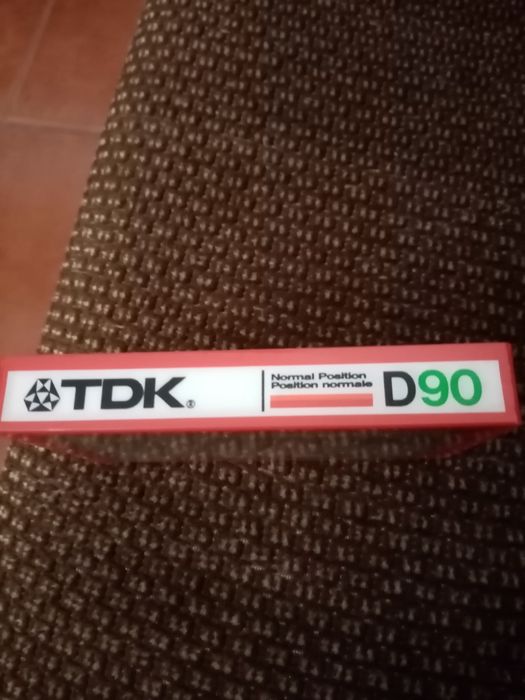 TDK®
Normal Position
Position normale
D90